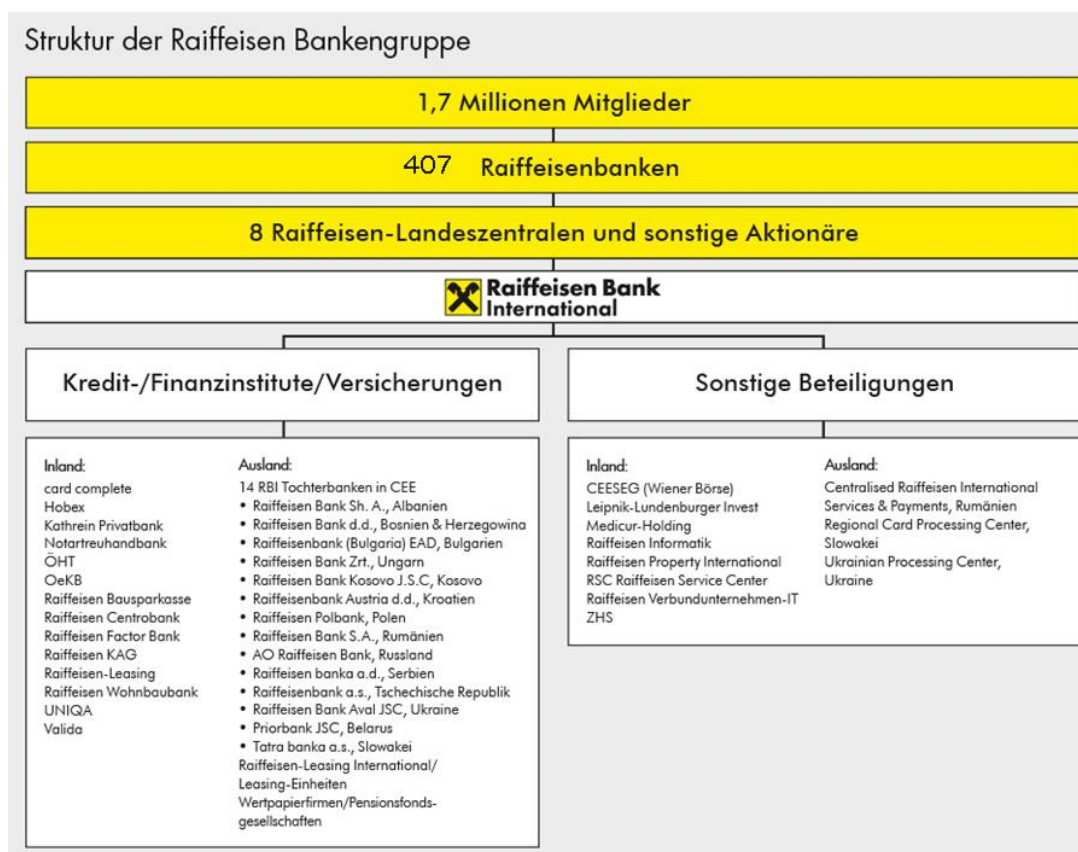 Struktur der Raiffeisen Bankengruppe
1,7 Millionen Mitglieder
407 Raiffeisenbanken
8 Raiffeisen-Landeszentralen und sonstige Aktionäre
Raiffeisen Bank
International
Kredit-/Finanzinstitute/Versicherungen
Inland:
card complete
Hobex
Kathrein Privatbank
Notartreuhandbank
ÖHT
OeKB
Raiffeisen Bausparkasse
Raiffeisen Centrobank
Raiffeisen Factor Bank
Raiffeisen KAG
Raiffeisen-Leasing
Raiffeisen Wohnbaubank
UNIQA
Valida
Ausland:
14 RBI Tochterbanken in CEE
• Raiffeisen Bank Sh. A., Albanien
• Raiffeisen Bank d.d., Bosnien & Herzegowina
• Raiffeisenbank (Bulgaria) EAD, Bulgarien
• Raiffeisen Bank Zrt., Ungarn
• Raiffeisen Bank Kosovo J.S.C, Kosovo
• Raiffeisenbank Austria d.d., Kroatien
• Raiffeisen Polbank, Polen
• Raiffeisen Bank S.A., Rumänien
• AO Raiffeisen Bank, Russland
• Raiffeisen banka a.d., Serbien
• Raiffeisenbank a.s., Tschechische Republik
• Raiffeisen Bank Aval JSC, Ukraine
• Priorbank JSC, Belarus
• Tatra banka a.s., Slowakei
Raiffeisen-Leasing International/
Leasing-Einheiten
Wertpapierfirmen/Pensionsfonds-
gesellschaften
Sonstige Beteiligungen
Inland:
CEESEG (Wiener Börse)
Leipnik-Lundenburger Invest
Medicur-Holding
Raiffeisen Informatik
Raiffeisen Property International
RSC Raiffeisen Service Center
Raiffeisen Verbundunternehmen-IT
ZHS
Ausland:
Centralised Raiffeisen International
Services & Payments, Rumänien
Regional Card Processing Center,
Slowakei
Ukrainian Processing Center,
Ukraine